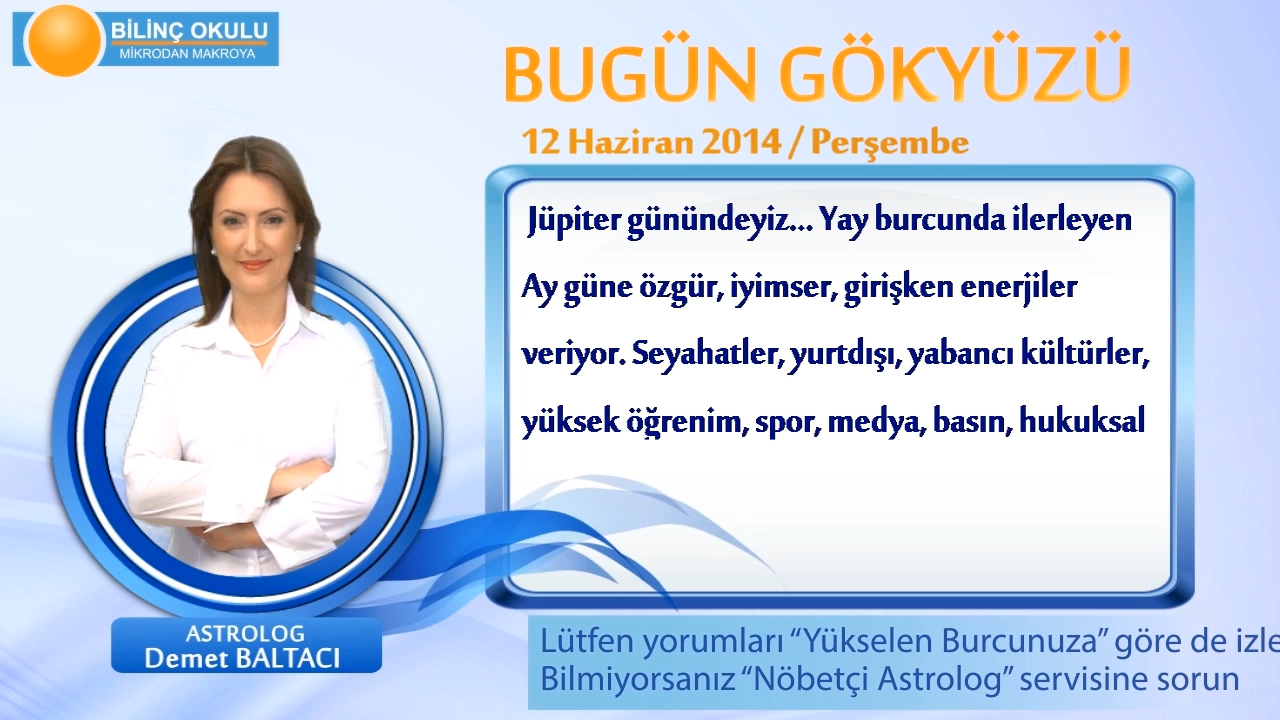 BİLİNÇ OKULU
MİKRODAN MAKROYA
BUGÜN GÖKYÜZÜ
12 Haziran 2014 / Perşembe
Jüpiter günündeyiz... Yay burcunda ilerleyen
Ay güne özgür, iyimser, girişken enerjiler
veriyor. Seyahatler, yurtdışı, yabancı kültürler,
yüksek öğrenim, spor, medya, basın, hukuksal
ASTROLOG
Demet BALTACI
Lütfen yorumları “Yükselen Burcunuza” göre de
Bilmiyorsanız “Nöbetçi Astrolog” servisine sorun